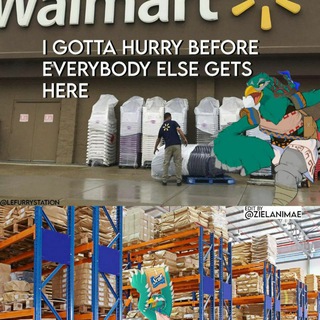 Walmart
I GOTTA HURRY BEFORE
EVERYBODY ELSE GETS
HERE
@LEFURRYSTATION
EDIT BY
@ZIELANIMAE